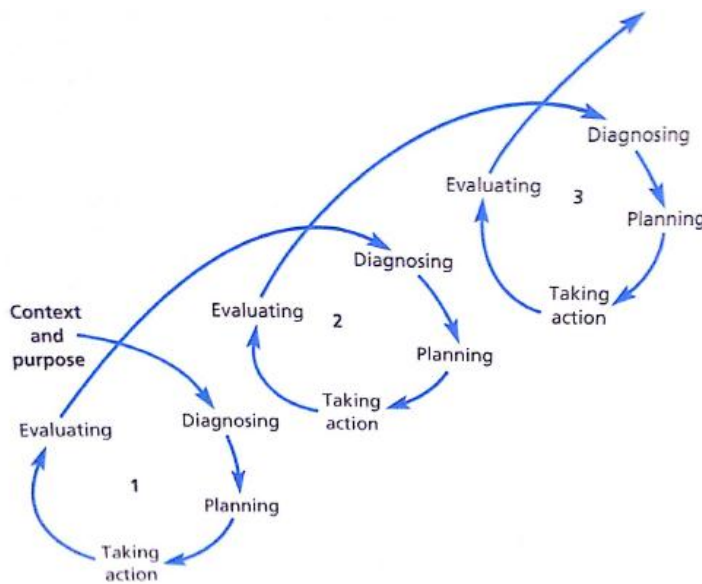 Context
and
purpose
Diagnosing
Planning
Taking
action
Evaluating
1
Diagnosing
Planning
Taking
action
Evaluating
2
Diagnosing
Planning
Taking
action
Evaluating
3